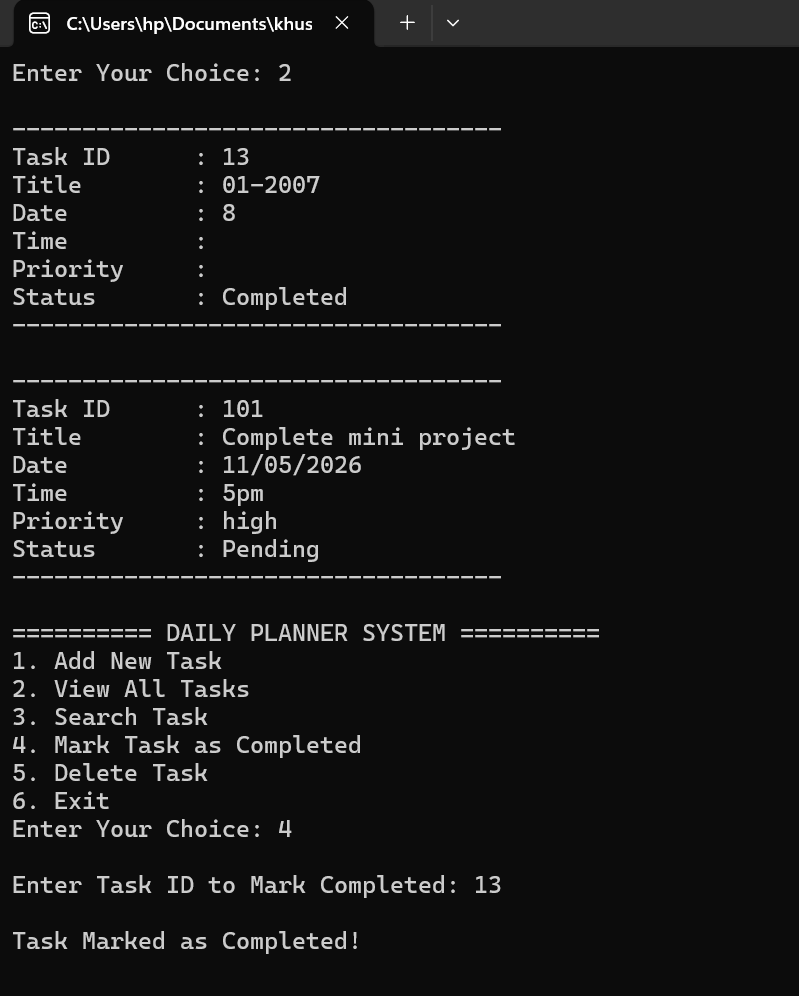 C:\Users\hp\Documents\khus
Enter Your Choice: 2
-----------------------------------
Task ID      : 13
Title        : 01-2007
Date         : 8
Time         :
Priority     :
Status       : Completed
-----------------------------------
-----------------------------------
Task ID      : 101
Title        : Complete mini project
Date         : 11/05/2026
Time         : 5pm
Priority     : high
Status       : Pending
-----------------------------------
========== DAILY PLANNER SYSTEM ==========
1. Add New Task
2. View All Tasks
3. Search Task
4. Mark Task as Completed
5. Delete Task
6. Exit
Enter Your Choice: 4
Enter Task ID to Mark Completed: 13
Task Marked as Completed!